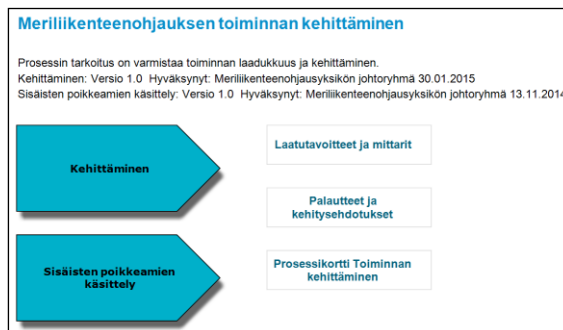 Meriliikenteenohjauksen toiminnan kehittäminen
Prosessin tarkoitus on varmistaa toiminnan laadukkuus ja kehittäminen.
Kehittäminen: Versio 1.0 Hyväksynyt: Meriliikenteenohjausyksikön johtoryhmä 30.01.2015
Sisäisten poikkeamien käsittely: Versio 1.0 Hyväksynyt: Meriliikenteenohjausyksikön johtoryhmä 13.11.2014
Kehittäminen
Laatutavoitteet ja mittarit
Palautteet ja
kehitysehdotukset
Sisäisten poikkeamien
käsittely
Prosessikortti Toiminnan
kehittäminen